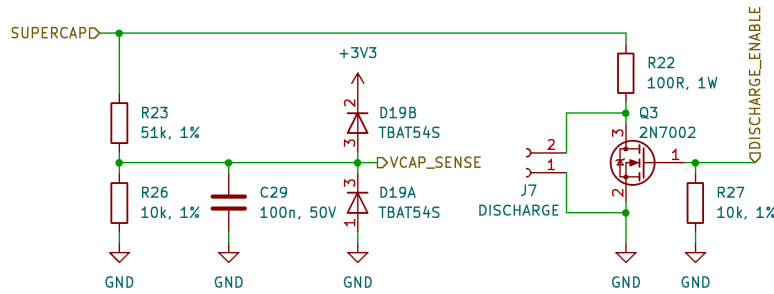 SUPERCAP
+3V3
R22
100R, 1W
DISCHARGE_ENABLE
R23
51k, 1%
2
D19B
TBAT54S
3
Q3
2N7002
3
2
1
1
VCAP_SENSE
R26
10k, 1%
C29
100n, 50V
3
D19A
TBAT54S
1
J7
DISCHARGE
2
R27
10k, 1%
GND
GND
GND
GND
GND